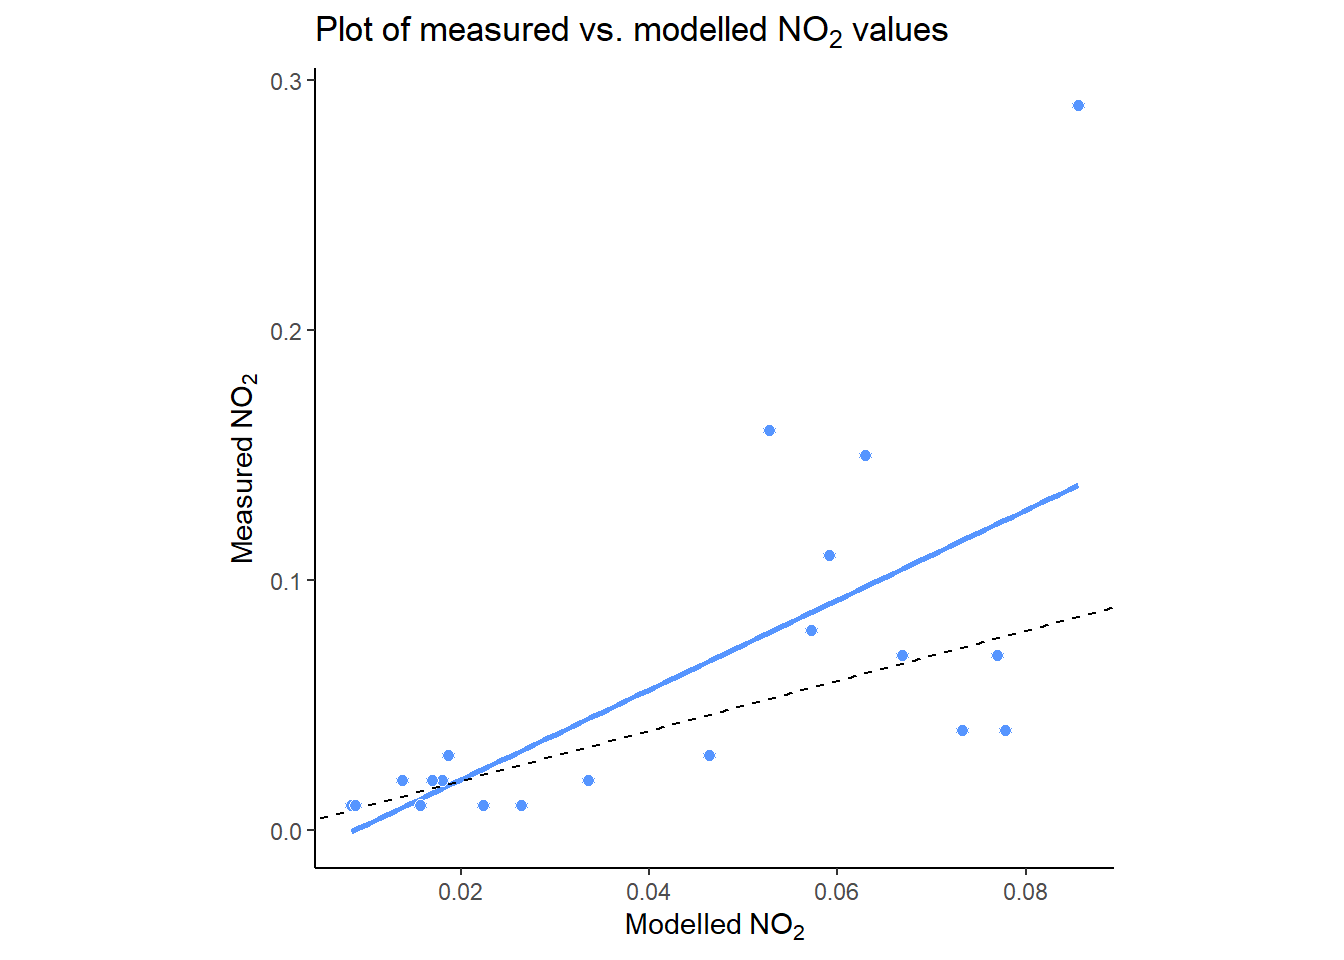 Plot of measured vs. modelled NO₂ values
0.3
0.2
0.1
0.0
Measured NO₂
0.02 0.04 0.06 0.08
Modelled NO₂